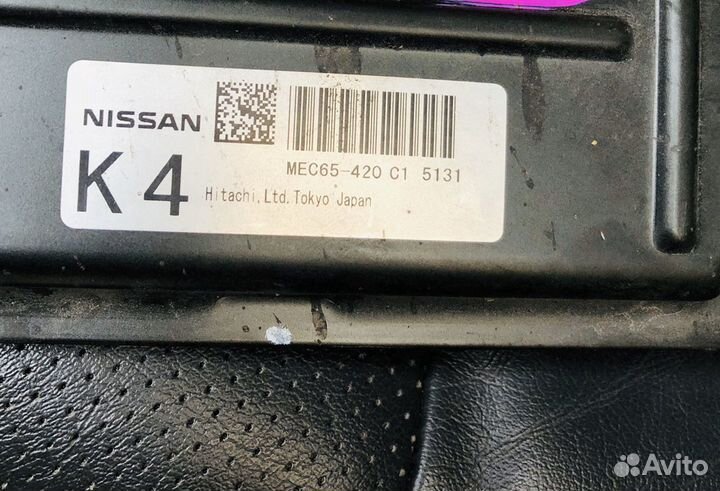 NISSAN
MEC65-420 C1 5131
K4
Hitachi,Ltd.Tokyo Japan
Avito